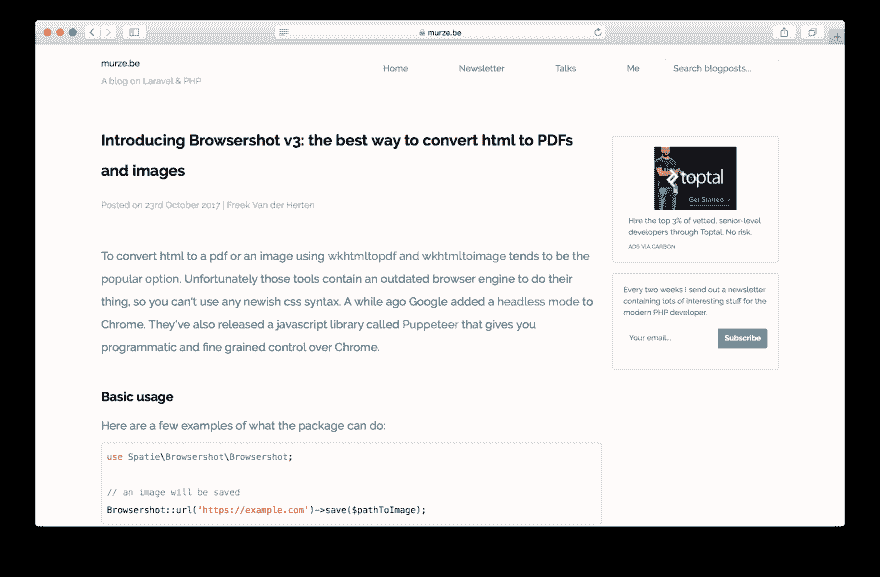 murze.be
murze.be
A blog on Laravel & PHP
Home
Newsletter
Talks
Me
Search blogposts...
Introducing Browsershot v3: the best way to convert html to PDFs
and images
Posted on 23rd October 2017 | Freek Van der Herten
To convert html to a pdf or an image using wkhtmltopdf and wkhtmltoimage tends to be the
popular option. Unfortunately those tools contain an outdated browser engine to do their
thing, so you can't use any newish css syntax. A while ago Google added a headless mode to
Chrome. They've also released a javascript library called Puppeteer that gives you
programmatic and fine grained control over Chrome.
Basic usage
Here are a few examples of what the package can do:
use Spatie\Browsershot\Browsershot;
// an image will be saved
Browsershot::url('https://example.com')->save($pathToImage);
toptal
Get Started >
Hire the top 3% of vetted, senior-level
developers through Toptal. No risk.
ADS VIA CARBON
Every two weeks I send out a newsletter
containing lots of interesting stuff for the
modern PHP developer.
Your email...
Subscribe